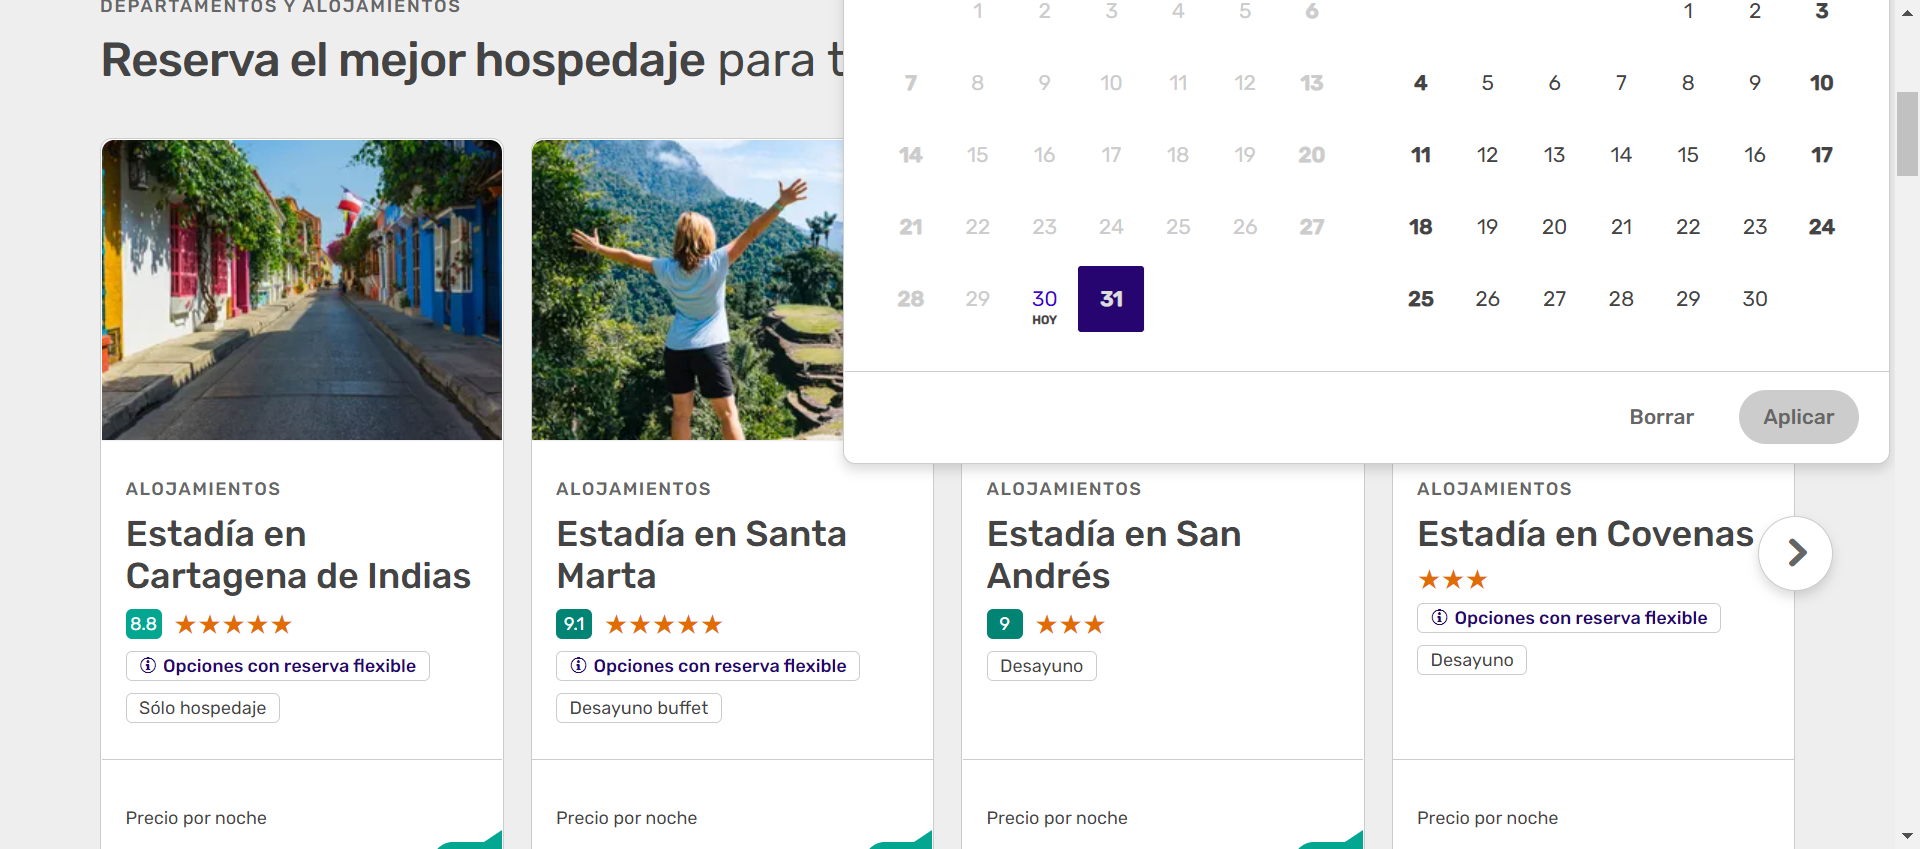 DEPARTAMENTOS Y ALOJAMIENTOS
Reserva el mejor hospedaje para t
1 2 3 4 5 6
7 8 9 10 11 12 13
14 15 16 17 18 19 20
21 22 23 24 25 26 27
28 29 30 31
HOY
1 2 3
4 5 6 7 8 9 10
11 12 13 14 15 16 17
18 19 20 21 22 23 24
25 26 27 28 29 30
Borrar
Aplicar
ALOJAMIENTOS
Estadía en
Cartagena de Indias
8.8
Opciones con reserva flexible
Sólo hospedaje
Precio por noche
ALOJAMIENTOS
Estadía en Santa
Marta
9.1
Opciones con reserva flexible
Desayuno buffet
Precio por noche
ALOJAMIENTOS
Estadía en San
Andrés
9
Desayuno
Precio por noche
ALOJAMIENTOS
Estadía en Covenas
Opciones con reserva flexible
Desayuno
Precio por noche